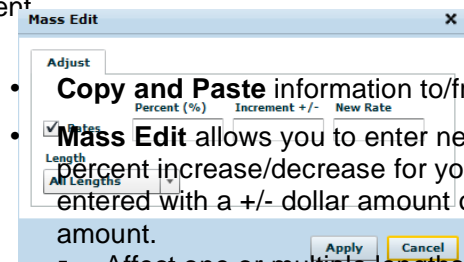 ent
Mass Edit x
Adjust
• Copy and Paste information to/fr
Percent (%) Increment +/- New Rate
Rates
• Mass Edit allows you to enter ne
Length
percent increase/decrease for yo
All Lengths
entered with a +/- dollar amount
amount.
Apply Cancel
Affect one or multiple lengths